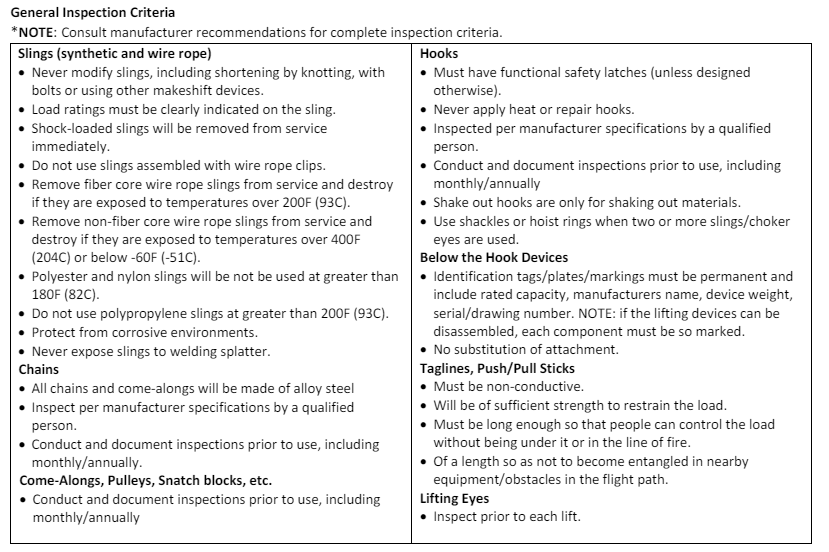 General Inspection Criteria
*NOTE: Consult manufacturer recommendations for complete inspection criteria.
Slings (synthetic and wire rope)
• Never modify slings, including shortening by knotting, with
bolts or using other makeshift devices.
• Load ratings must be clearly indicated on the sling.
• Shock-loaded slings will be removed from service
immediately.
• Do not use slings assembled with wire rope clips.
• Remove fiber core wire rope slings from service and destroy
if they are exposed to temperatures over 200F (93C).
• Remove non-fiber core wire rope slings from service and
destroy if they are exposed to temperatures over 400F
(204C) or below -60F (-51C).
• Polyester and nylon slings will be not be used at greater than
180F (82C).
• Do not use polypropylene slings at greater than 200F (93C).
• Protect from corrosive environments.
• Never expose slings to welding splatter.
Chains
• All chains and come-alongs will be made of alloy steel
• Inspect per manufacturer specifications by a qualified
person.
• Conduct and document inspections prior to use, including
monthly/annually.
Come-Alongs, Pulleys, Snatch blocks, etc.
• Conduct and document inspections prior to use, including
monthly/annually
Hooks
• Must have functional safety latches (unless designed
otherwise).
• Never apply heat or repair hooks.
• Inspected per manufacturer specifications by a qualified
person.
• Conduct and document inspections prior to use, including
monthly/annually
• Shake out hooks are only for shaking out materials.
• Use shackles or hoist rings when two or more slings/choker
eyes are used.
Below the Hook Devices
• Identification tags/plates/markings must be permanent and
include rated capacity, manufacturers name, device weight,
serial/drawing number. NOTE: if the lifting devices can be
disassembled, each component must be so marked.
• No substitution of attachment.
Taglines, Push/Pull Sticks
• Must be non-conductive.
• Will be of sufficient strength to restrain the load.
• Must be long enough so that people can control the load
without being under it or in the line of fire.
• Of a length so as not to become entangled in nearby
equipment/obstacles in the flight path.
Lifting Eyes
• Inspect prior to each lift.